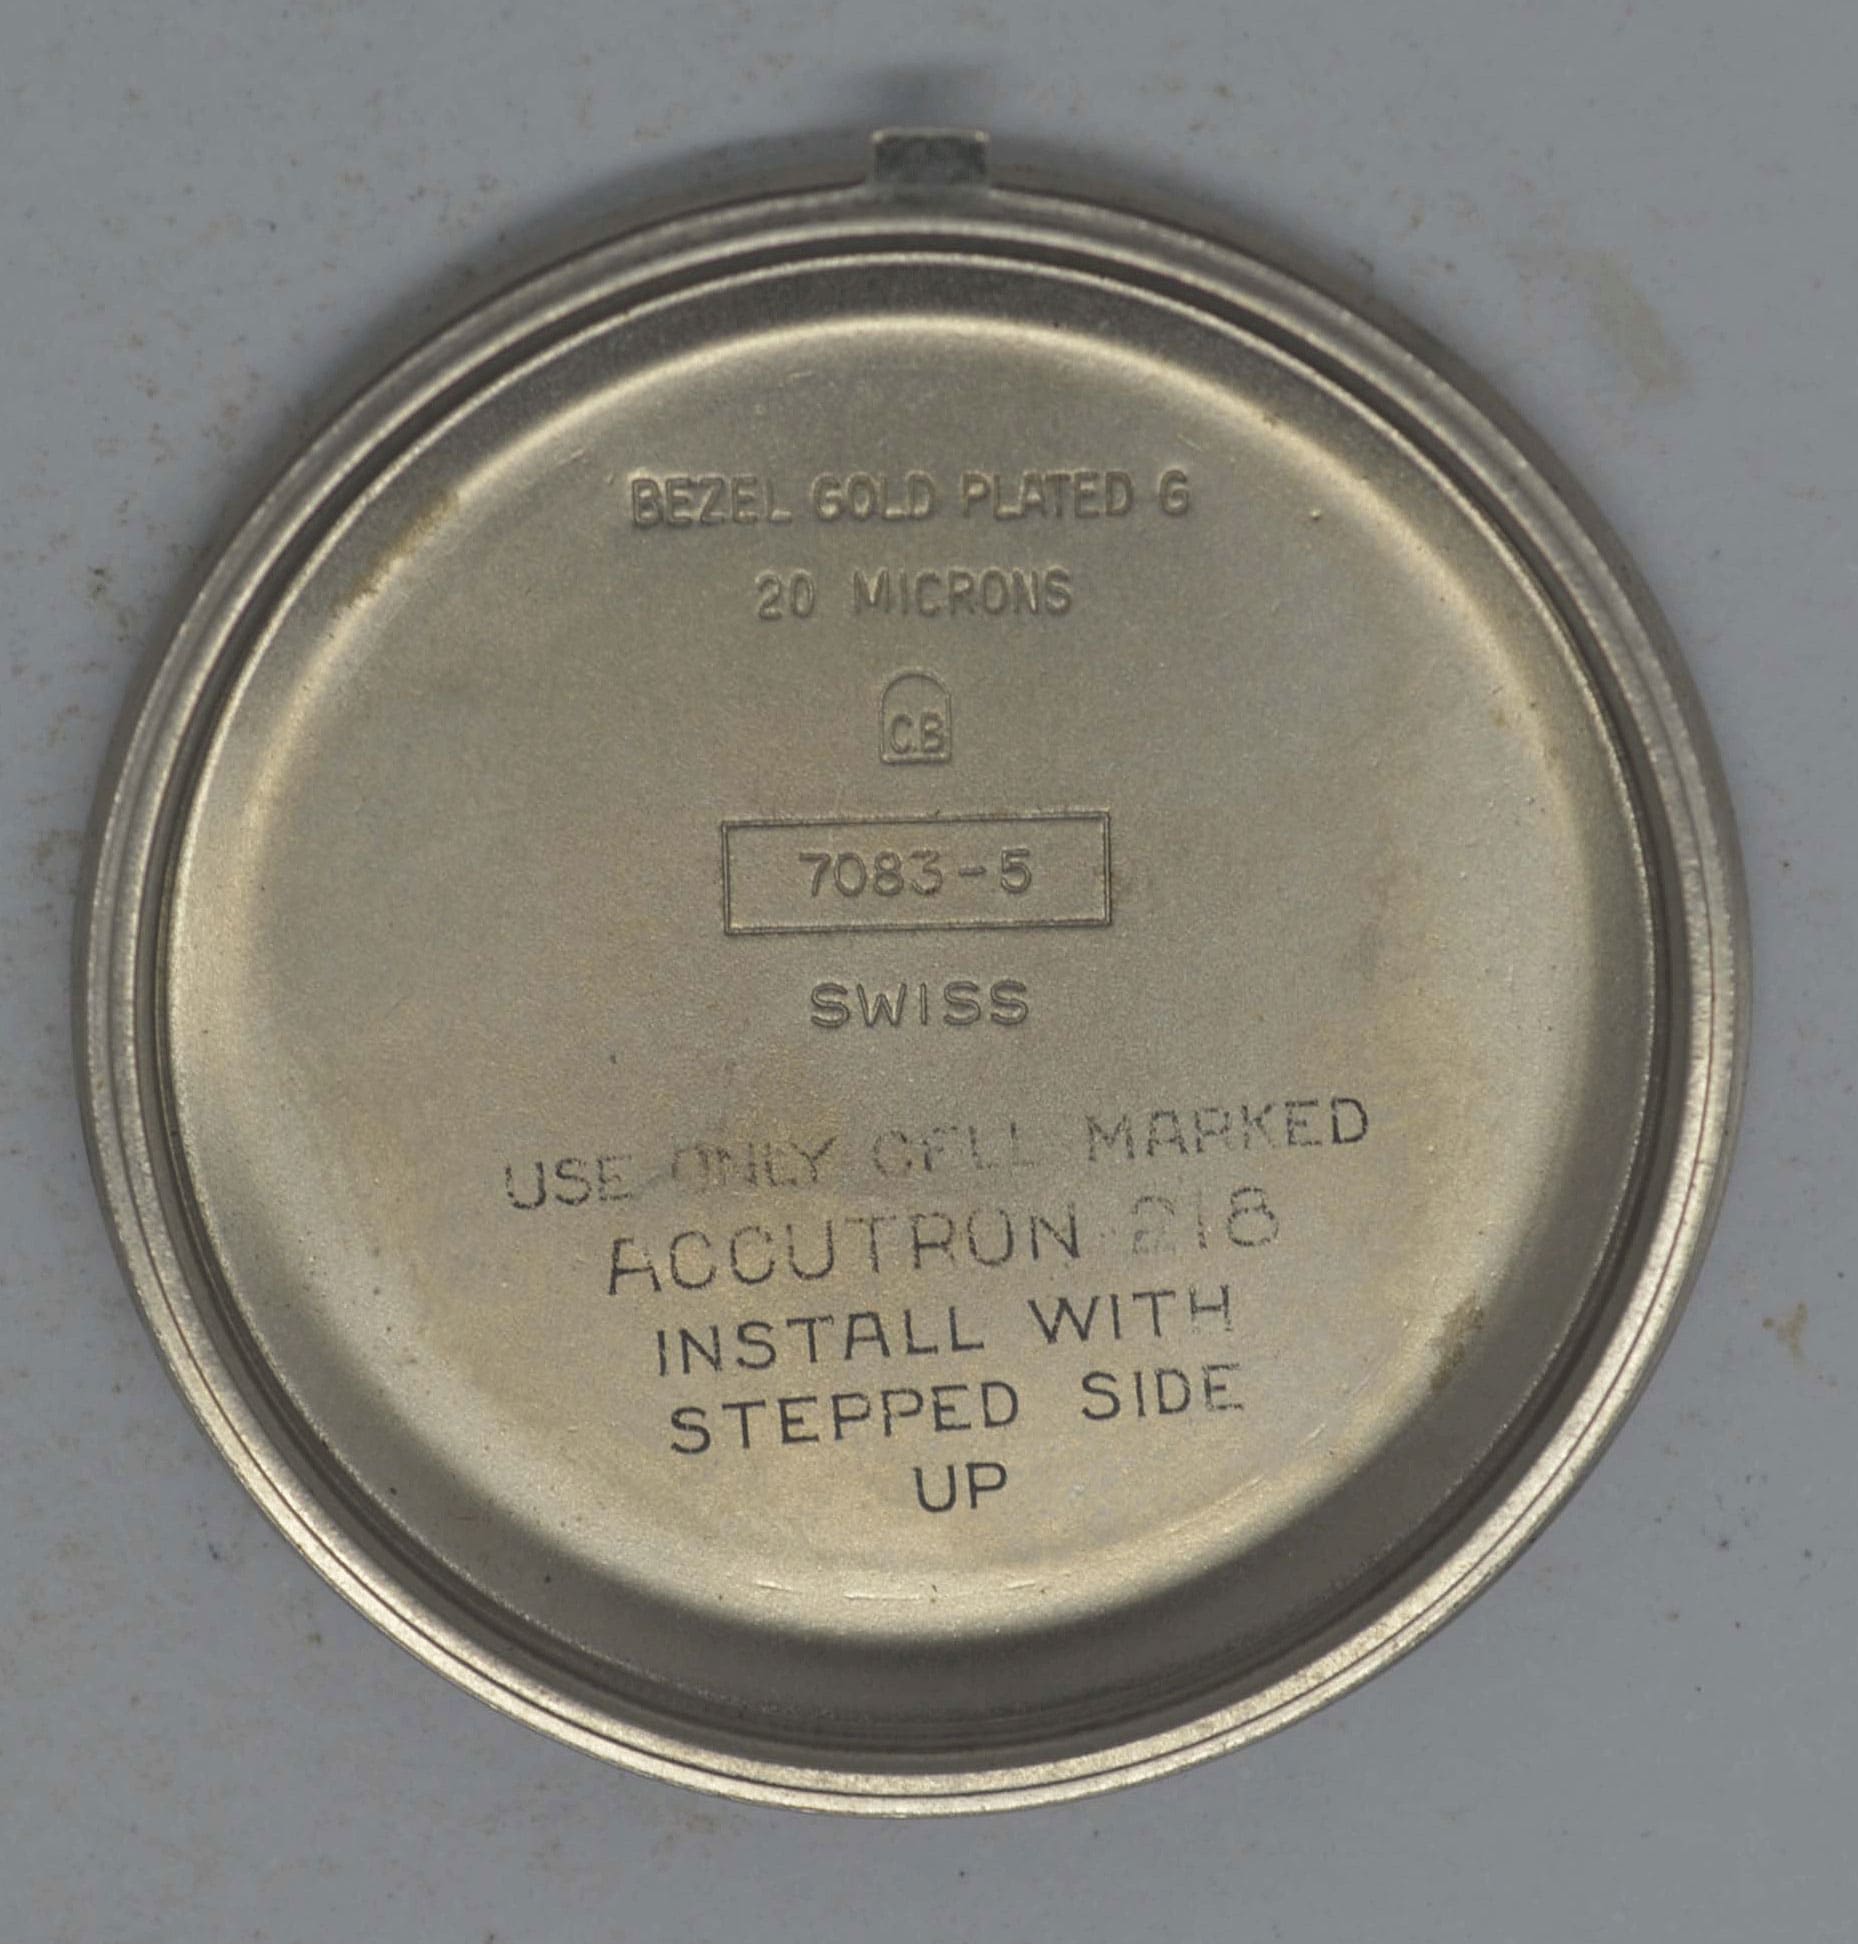 BEZEL GOLD PLATED G
20 MICRONS
CB
7083-5
SWISS
USE ONLY CELL MARKED
ACCUTRON 218
INSTALL WITH
STEPPED SIDE
UP